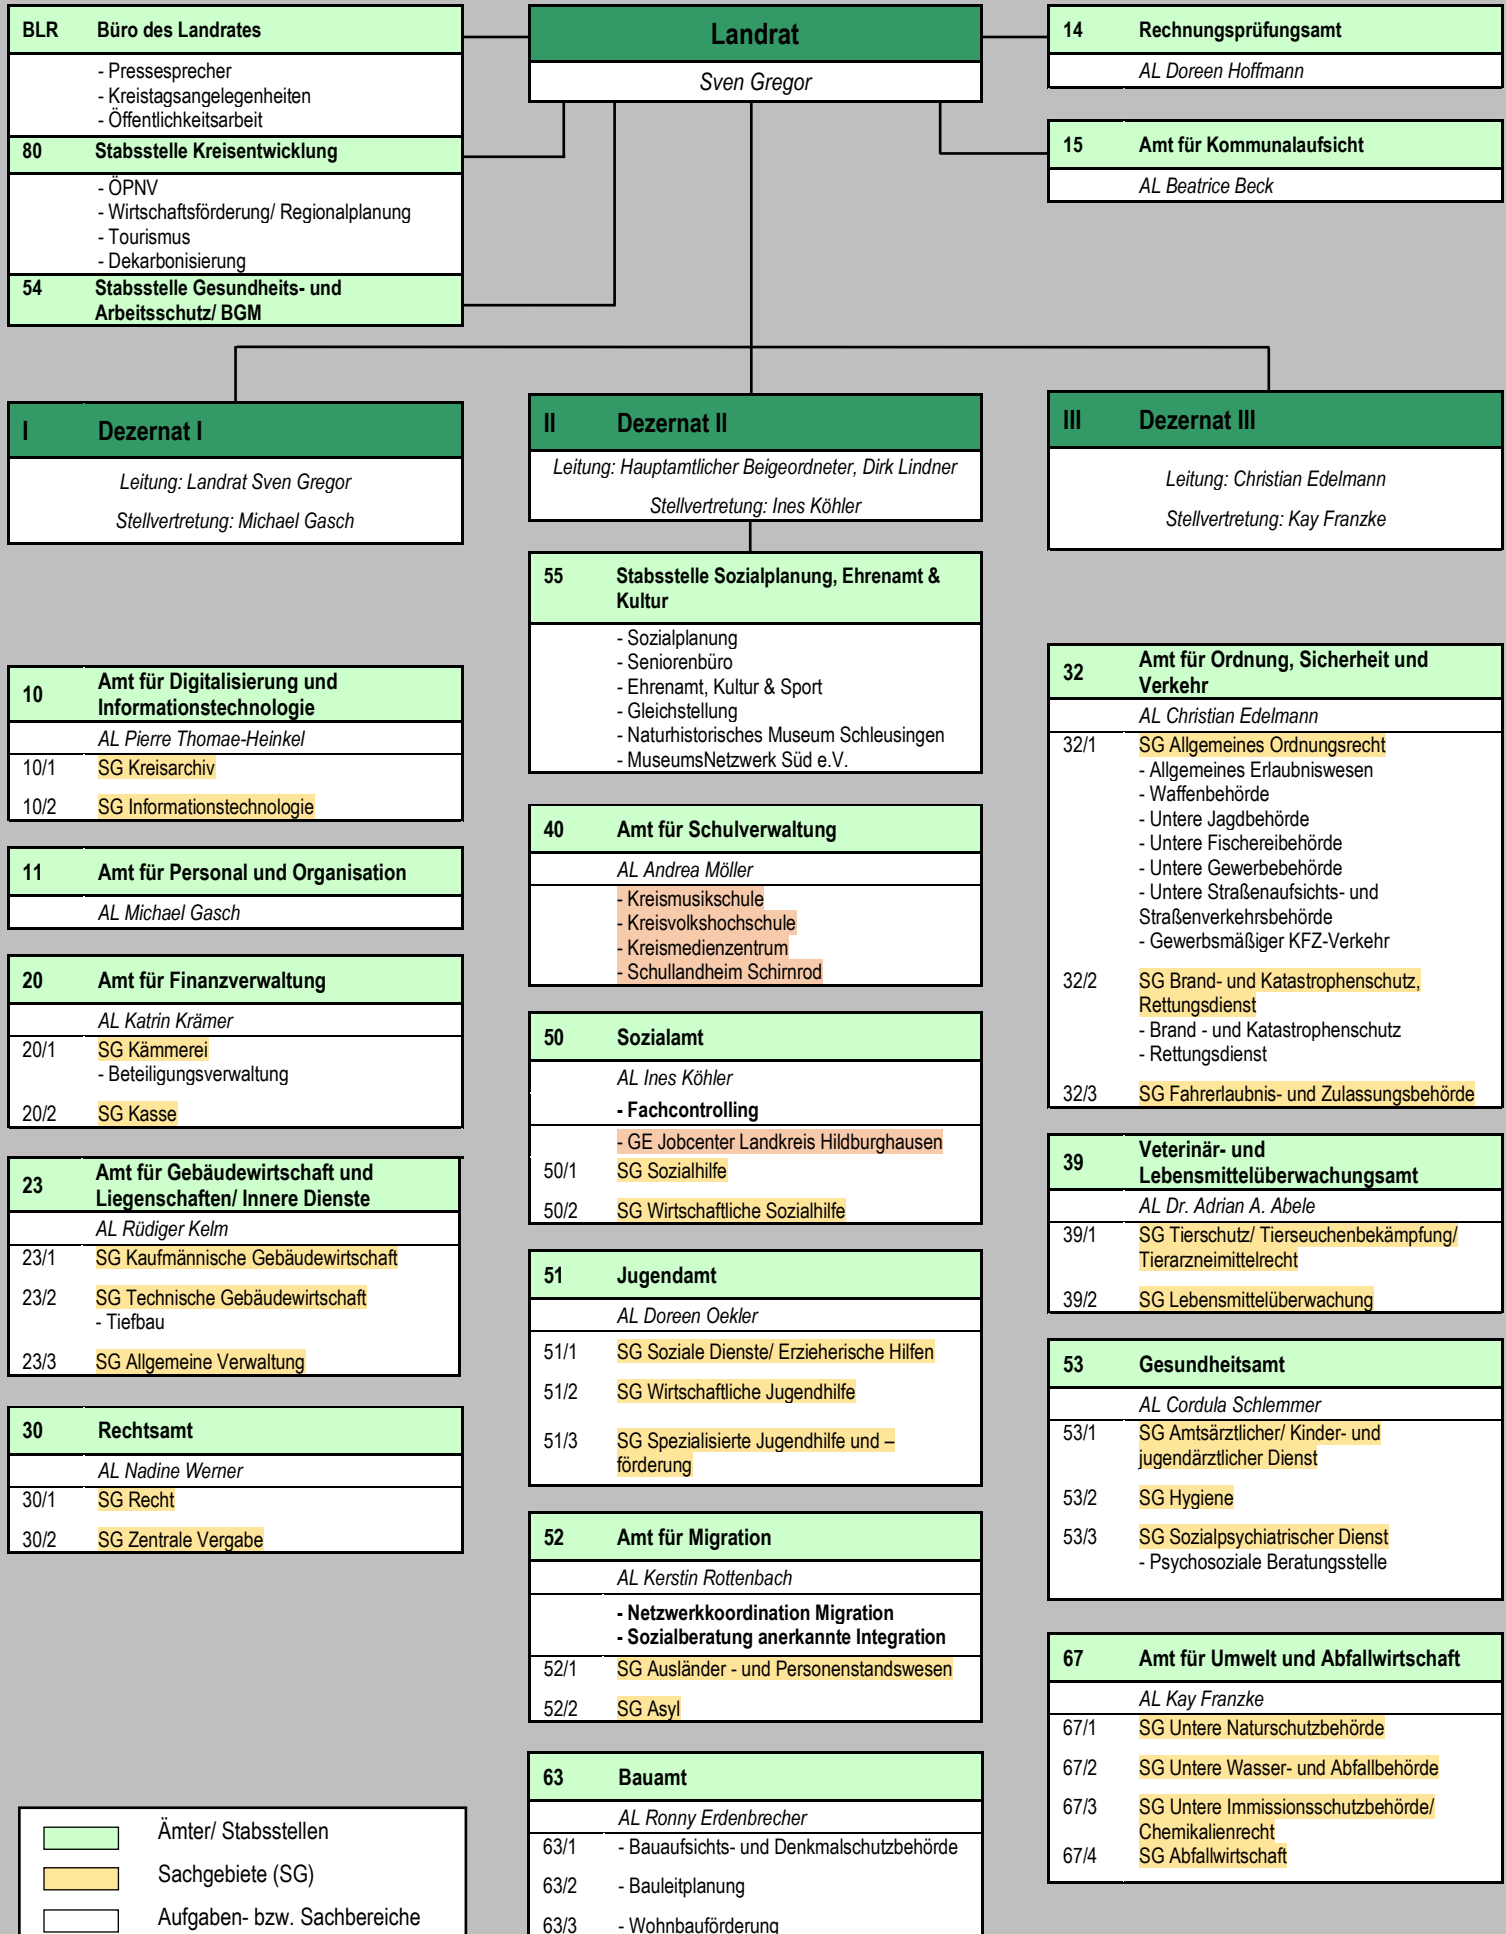 BLR Büro des Landrates
- Pressesprecher
- Kreistagsangelegenheiten
- Öffentlichkeitsarbeit
80 Stabsstelle Kreisentwicklung
- ÖPNV
- Wirtschaftsförderung/ Regionalplanung
- Tourismus
- Dekarbonisierung
54 Stabsstelle Gesundheits- und
Arbeitsschutz/ BGM
Landrat
Sven Gregor
14 Rechnungsprüfungsamt
AL Doreen Hoffmann
15 Amt für Kommunalaufsicht
AL Beatrice Beck
I Dezernat I
Leitung: Landrat Sven Gregor
Stellvertretung: Michael Gasch
10 Amt für Digitalisierung und
Informationstechnologie
AL Pierre Thomae-Heinkel
10/1 SG Kreisarchiv
10/2 SG Informationstechnologie
11 Amt für Personal und Organisation
AL Michael Gasch
20 Amt für Finanzverwaltung
AL Katrin Krämer
20/1 SG Kämmerei
- Beteiligungsverwaltung
20/2 SG Kasse
23 Amt für Gebäudewirtschaft und
Liegenschaften/ Innere Dienste
AL Rüdiger Kelm
23/1 SG Kaufmännische Gebäudewirtschaft
23/2 SG Technische Gebäudewirtschaft
- Tiefbau
23/3 SG Allgemeine Verwaltung
30 Rechtsamt
AL Nadine Werner
30/1 SG Recht
30/2 SG Zentrale Vergabe
II Dezernat II
Leitung: Hauptamtlicher Beigeordneter, Dirk Lindner
Stellvertretung: Ines Köhler
55 Stabsstelle Sozialplanung, Ehrenamt &
Kultur
- Sozialplanung
- Seniorenbüro
- Ehrenamt, Kultur & Sport
- Gleichstellung
- Naturhistorisches Museum Schleusingen
- MuseumsNetzwerk Süd e.V.
40 Amt für Schulverwaltung
AL Andrea Möller
- Kreismusikschule
- Kreisvolkshochschule
- Kreismedienzentrum
- Schullandheim Schirnrod
50 Sozialamt
AL Ines Köhler
- Fachcontrolling
- GE Jobcenter Landkreis Hildburghausen
50/1 SG Sozialhilfe
50/2 SG Wirtschaftliche Sozialhilfe
51 Jugendamt
AL Doreen Oekler
51/1 SG Soziale Dienste/ Erzieherische Hilfen
51/2 SG Wirtschaftliche Jugendhilfe
51/3 SG Spezialisierte Jugendhilfe und –
förderung
52 Amt für Migration
AL Kerstin Rottenbach
- Netzwerkkoordination Migration
- Sozialberatung anerkannte Integration
52/1 SG Ausländer - und Personenstandswesen
52/2 SG Asyl
63 Bauamt
AL Ronny Erdenbrecher
63/1 - Bauaufsichts- und Denkmalschutzbehörde
63/2 - Bauleitplanung
63/3 - Wohnbauförderung
III Dezernat III
Leitung: Christian Edelmann
Stellvertretung: Kay Franzke
32 Amt für Ordnung, Sicherheit und
Verkehr
AL Christian Edelmann
32/1 SG Allgemeines Ordnungsrecht
- Allgemeines Erlaubniswesen
- Waffenbehörde
- Untere Jagdbehörde
- Untere Fischereibehörde
- Untere Gewerbebehörde
- Untere Straßenaufsichts- und
Straßenverkehrsbehörde
- Gewerbsmäßiger KFZ-Verkehr
32/2 SG Brand- und Katastrophenschutz,
Rettungsdienst
- Brand - und Katastrophenschutz
- Rettungsdienst
32/3 SG Fahrerlaubnis- und Zulassungsbehörde
39 Veterinär- und
Lebensmittelüberwachungsamt
AL Dr. Adrian A. Abele
39/1 SG Tierschutz/ Tierseuchenbekämpfung/
Tierarzneimittelrecht
39/2 SG Lebensmittelüberwachung
53 Gesundheitsamt
AL Cordula Schlemmer
53/1 SG Amtsärztlicher/ Kinder- und
jugendärztlicher Dienst
53/2 SG Hygiene
53/3 SG Sozialpsychiatrischer Dienst
- Psychosoziale Beratungsstelle
67 Amt für Umwelt und Abfallwirtschaft
AL Kay Franzke
67/1 SG Untere Naturschutzbehörde
67/2 SG Untere Wasser- und Abfallbehörde
67/3 SG Untere Immissionsschutzbehörde/
Chemikalienrecht
67/4 SG Abfallwirtschaft
Ämter/ Stabsstellen
Sachgebiete (SG)
Aufgaben- bzw. Sachbereiche